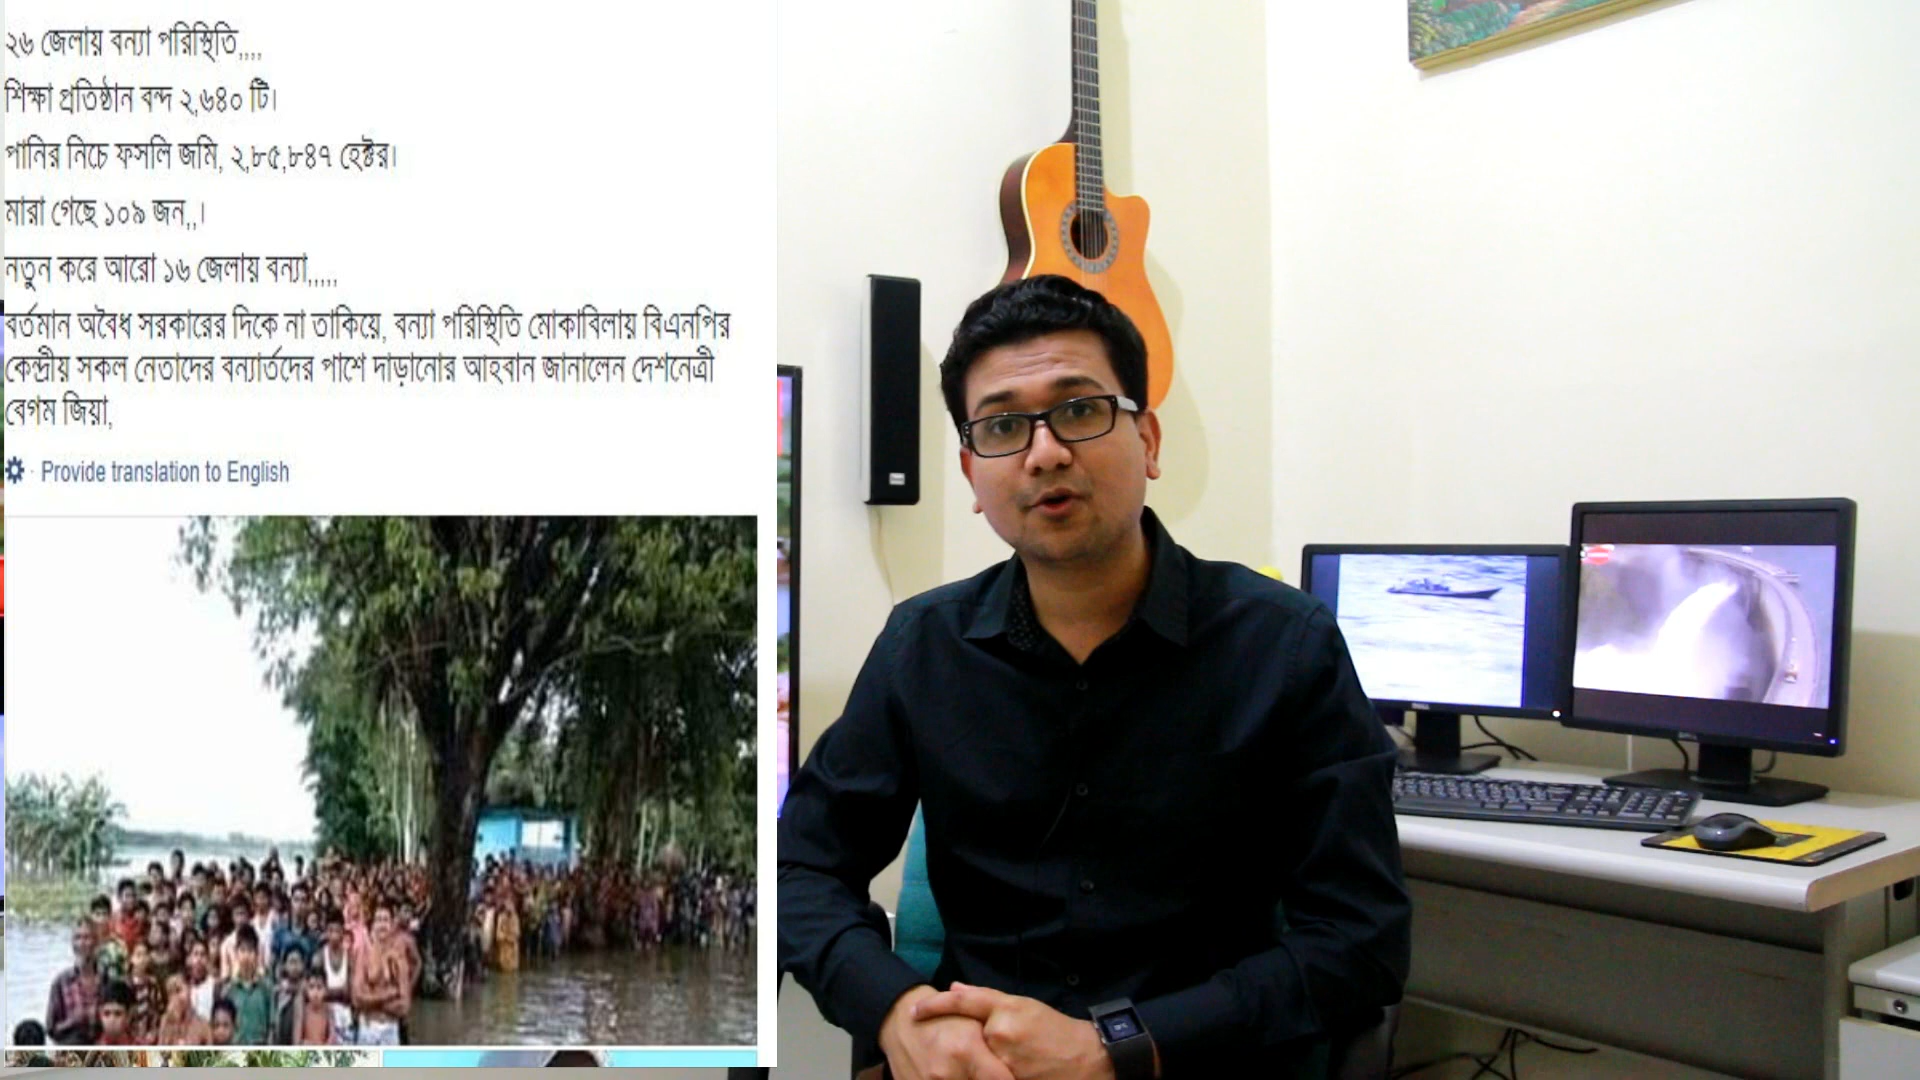 ২৬ জেলায় বন্যা পরিস্থিতি,,,,
শিক্ষা প্রতিষ্ঠান বন্দ ২,৬৪০ টি।
পানির নিচে ফসলি জমি, ২,৮৫,৮৪৭ হেক্টর।
মারা গেছে ১০৯ জন,,।
নতুন করে আরো ১৬ জেলায় বন্যা,,,,,
বর্তমান অবৈধ সরকারের দিকে না তাকিয়ে, বন্যা পরিস্থিতি মোকাবিলায় বিএনপির
কেন্দ্রীয় সকল নেতাদের বন্যার্তদের পাশে দাড়ানোর আহবান জানালেন দেশনেত্রী
বেগম জিয়া,
· Provide translation to English
DELL